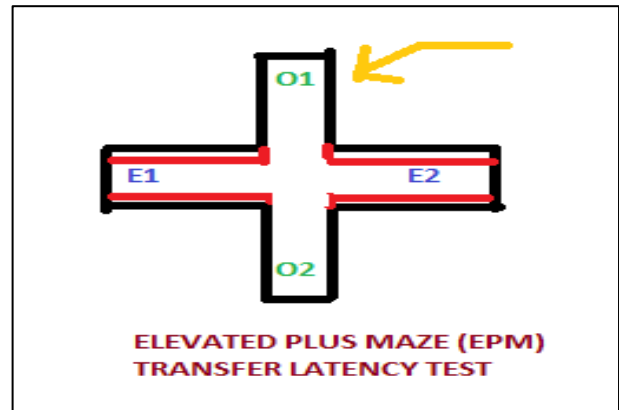 O1
E1 E2
O2
ELEVATED PLUS MAZE (EPM)
TRANSFER LATENCY TEST